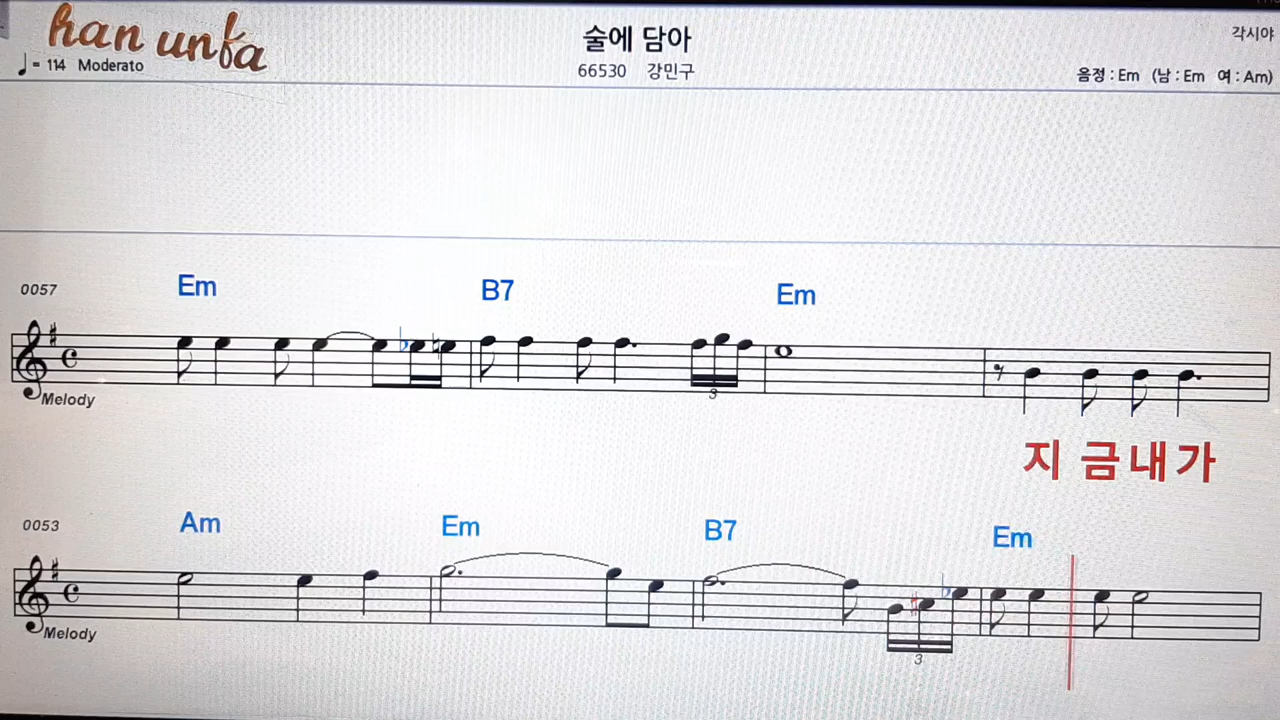 han unfa
술에 담아
각시야
♩= 114 Moderato
66530 강민구
음정 : Em (남 : Em 여 : Am)
0057
Em B7 Em
Melody
3
지 금 내 가
0053
Am Em B7 Em
Melody
3